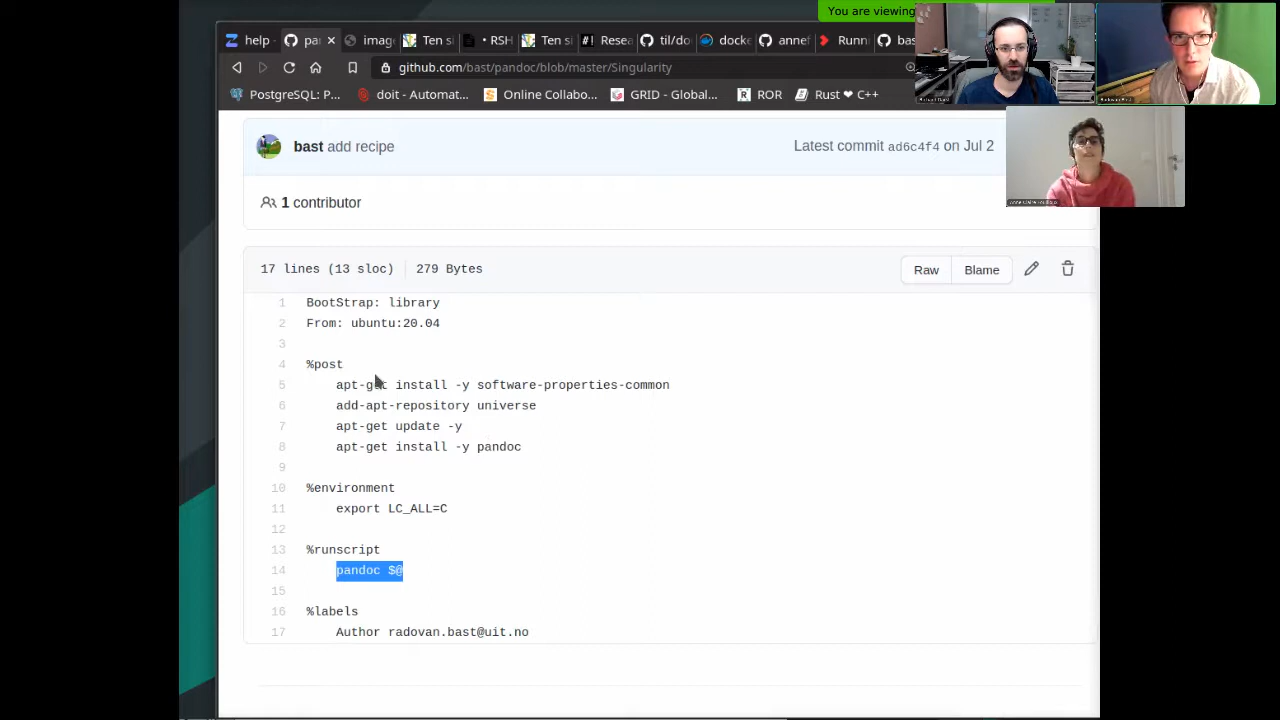 You are viewing
help
pa
image
Ten si
• RSI
Ten si
Resea
til/do
docke
annef
Runni
bas
github.com/bast/pandoc/blob/master/Singularity
PostgreSQL: P...
doit - Automat...
Online Collabo...
GRID - Global...
ROR
Rust ❤ C++
bast add recipe
Latest commit ad6c4f4 on Jul 2
1 contributor
17 lines (13 sloc) 279 Bytes
Raw
Blame
1 BootStrap: library
2 From: ubuntu:20.04
3
4 %post
5 apt-get install -y software-properties-common
6 add-apt-repository universe
7 apt-get update -y
8 apt-get install -y pandoc
9
10 %environment
11 export LC_ALL=C
12
13 %runscript
14 pandoc $@
15
16 %labels
17 Author radovan.bast@uit.no